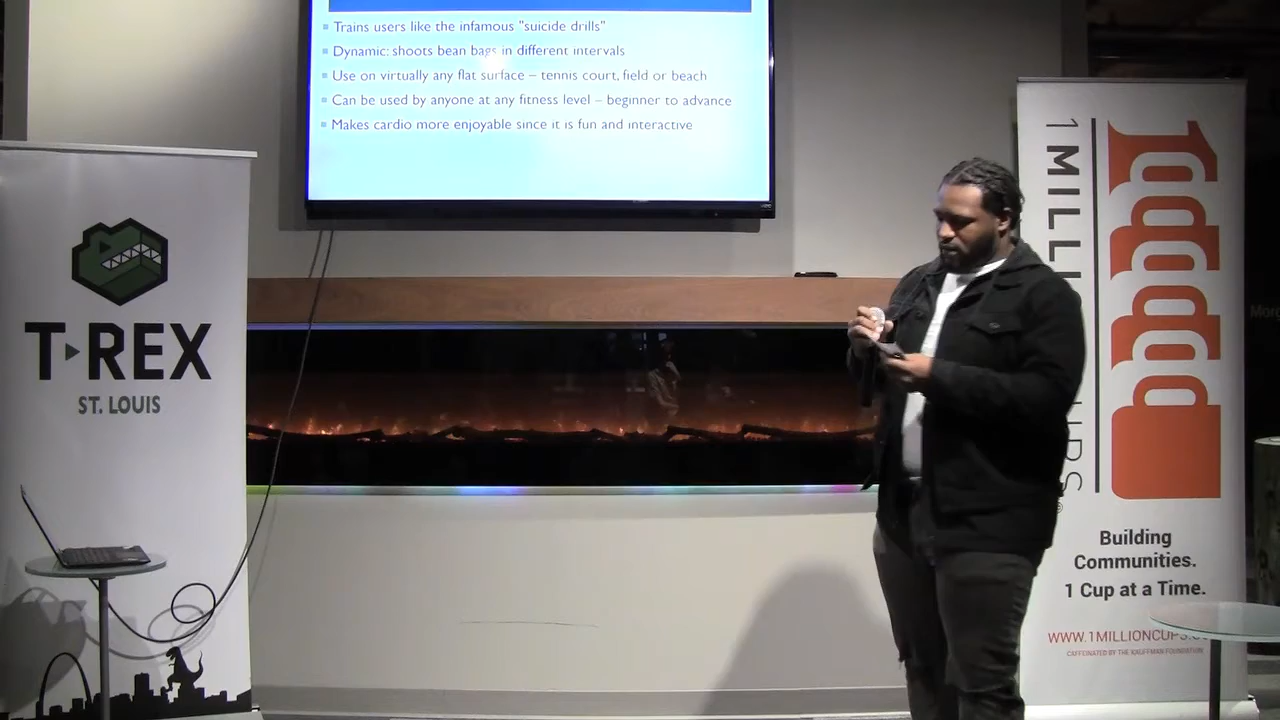 Trains users like the infamous "suicide drills"
Dynamic: shoots bean bags in different intervals
Use on virtually any flat surface – tennis court, field or beach
Can be used by anyone at any fitness level – beginner to advance
Makes cardio more enjoyable since it is fun and interactive
T-REX
ST. LOUIS
1 MILLI
UPS
Building
Communities.
1 Cup at a Time.
WWW.1MILLIONCUPS.
CAFFEINATED BY THE KAUFFMAN FOUNDATION